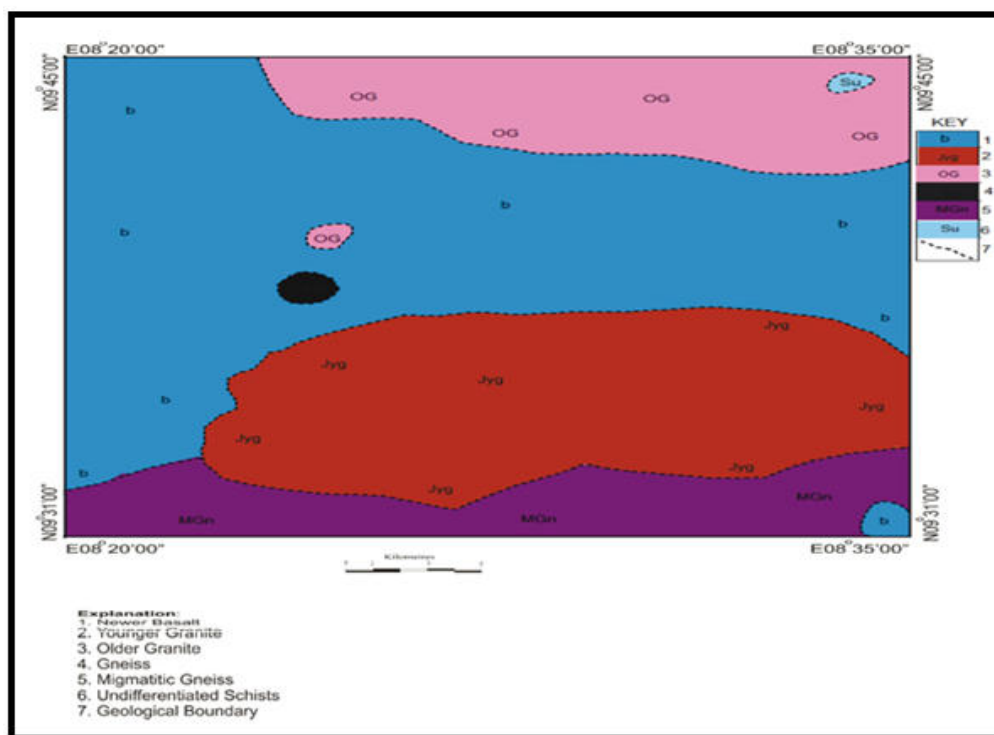 E08°20'00" E08°35'00"
N09°45'00" N09°45'00"
Su
OG OG
b
OG OG
KEY
b 1
Jyg 2
OG 3
4
MGn 5
Su 6
7
b
b b
OG
b
Jyg
Jyg
Jyg
b
Jyg
Jyg
b
Jyg Jyg
MGn
MGn MGn b
N09°31'00" N09°31'00"
E08°20'00" E08°35'00"
Kilometres
Explanation:
1. Newer Basalt
2. Younger Granite
3. Older Granite
4. Gneiss
5. Migmatitic Gneiss
6. Undifferentiated Schists
7. Geological Boundary